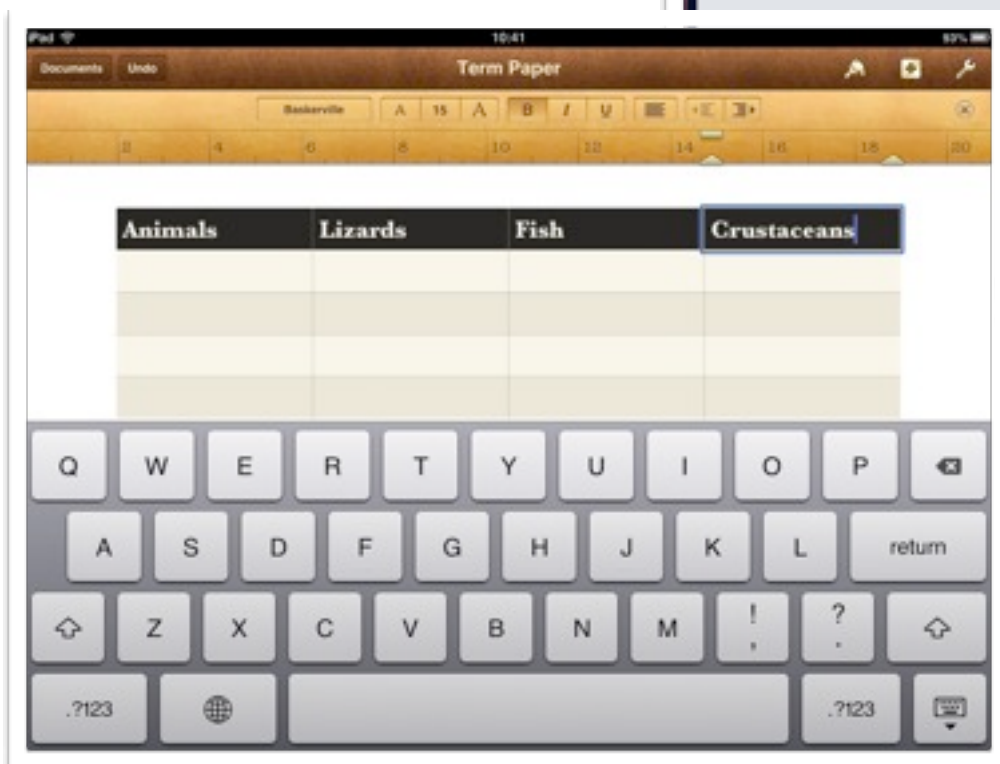 iPad 10:41 93%
Documents Undo Term Paper
Baskerville A 15 A B I U
2 4 6 8 10 12 14 16 18 20
Animals Lizards Fish Crustaceans
Q W E R T Y U I O P
A S D F G H J K L return
Z X C V B N M ! , ? .
.?123 .?123